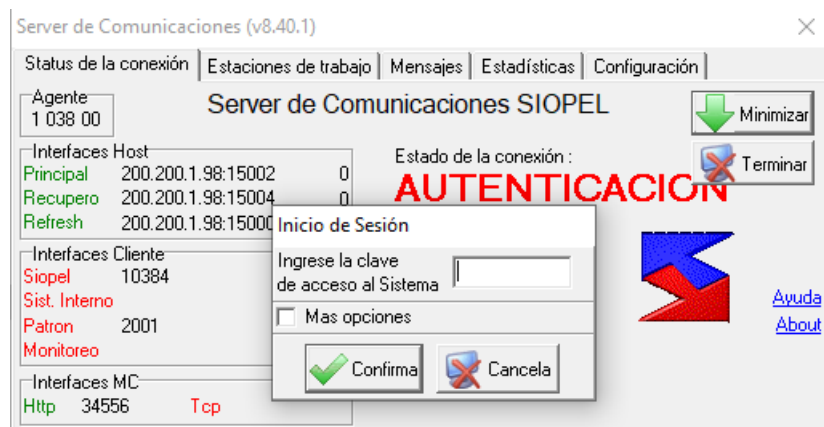 Server de Comunicaciones (v8.40.1)
Status de la conexión Estaciones de trabajo Mensajes Estadísticas Configuración
Agente
1 038 00
Server de Comunicaciones SIOPEL
Minimizar
Terminar
Interfaces Host
Principal 200.200.1.98:15002 0
Recupero 200.200.1.98:15004 0
Refresh 200.200.1.98:15000
Estado de la conexión :
AUTENTICACION
Inicio de Sesión
Ingrese la clave
de acceso al Sistema
Mas opciones
Confirma Cancela
Interfaces Cliente
Siopel 10384
Sist. Interno
Patron 2001
Monitoreo
Ayuda
About
Interfaces MC
Http 34556 Tcp